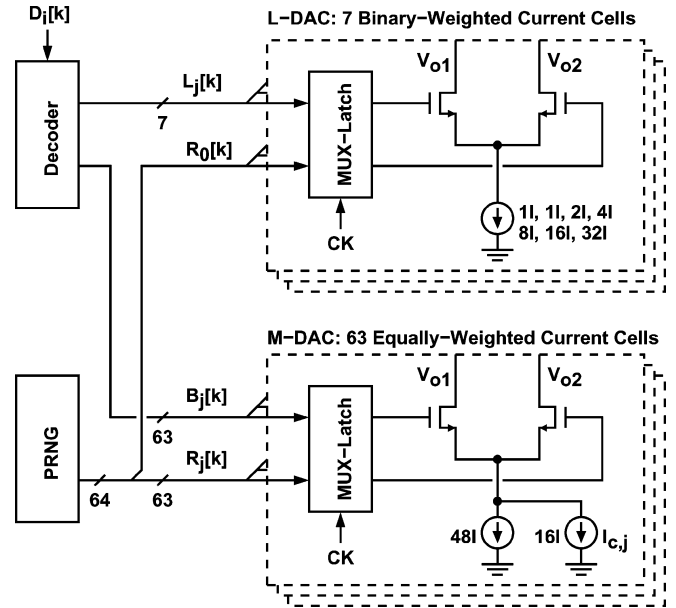 Di[k]
L-DAC: 7 Binary-Weighted Current Cells
Decoder
Lj[k]
7
R0[k]
MUX-Latch
CK
Vo1
Vo2
1I, 1I, 2I, 4I
8I, 16I, 32I
M-DAC: 63 Equally-Weighted Current Cells
PRNG
Bj[k]
63
Rj[k]
64
63
MUX-Latch
CK
Vo1
Vo2
48I
16I
Ic,j